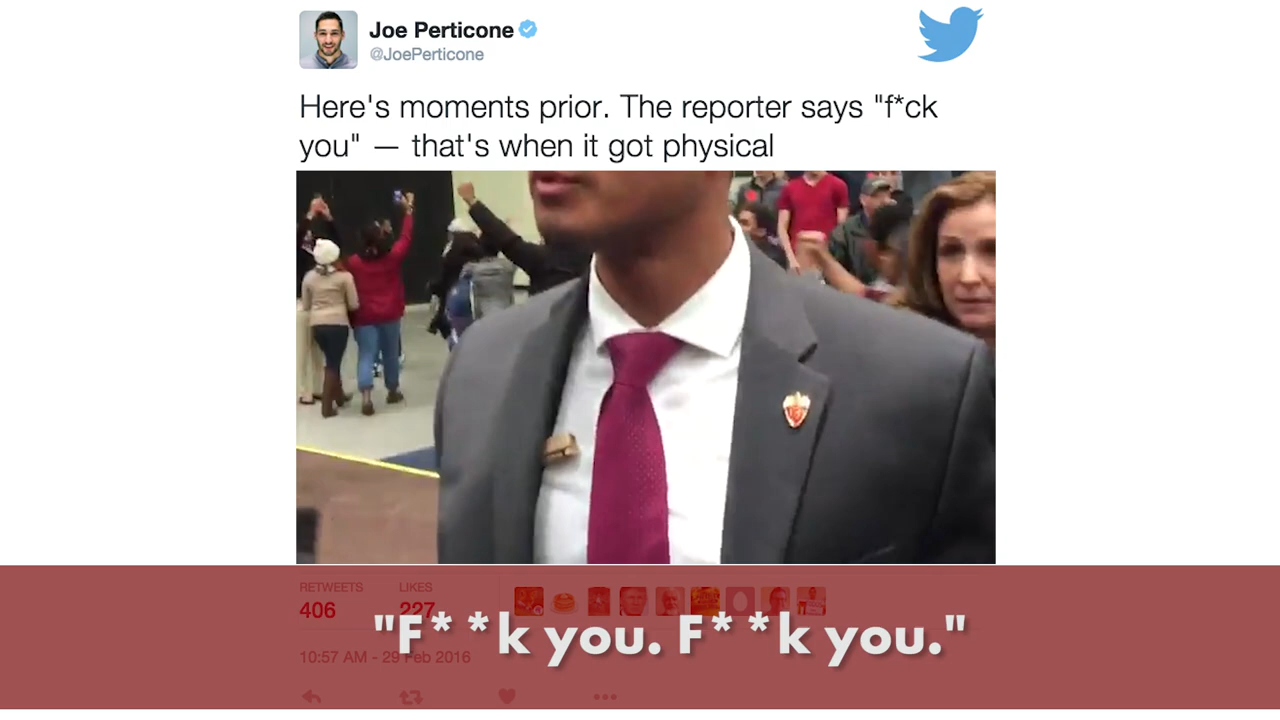 Joe Perticone
@JoePerticone
Here's moments prior. The reporter says "f*ck
you" — that's when it got physical
RETWEETS LIKES
406 227
"F**k you. F**k you."
10:57 AM - 29 Feb 2016